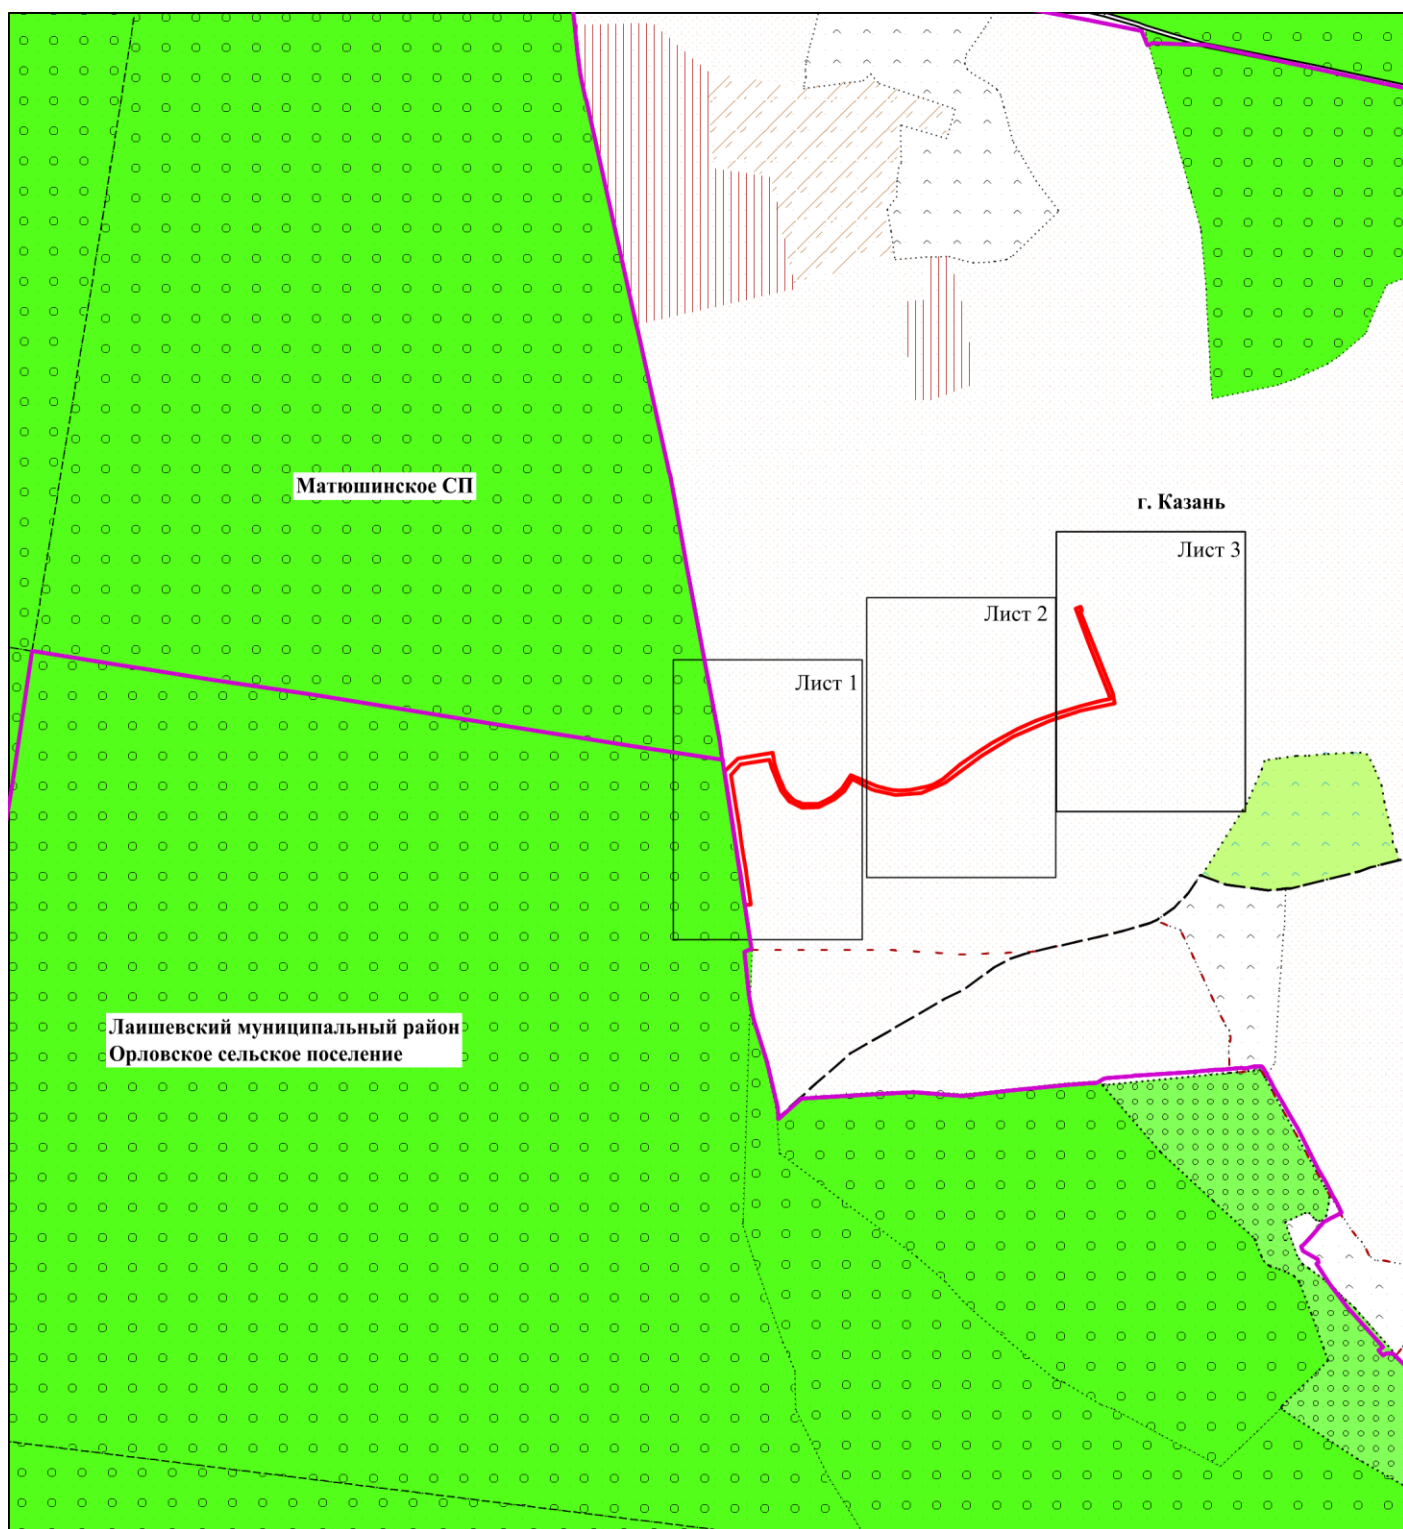 Матюшинское СП
г. Казань
Лист 3
Лист 2
Лист 1
Лаишевский муниципальный район
Орловское сельское поселение